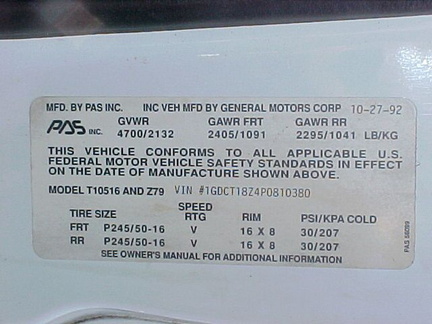 MFD. BY PAS INC. INC VEH MFD BY GENERAL MOTORS CORP 10-27-92
PAS INC. GVWR GAWR FRT GAWR RR
4700/2132 2405/1091 2295/1041 LB/KG
THIS VEHICLE CONFORMS TO ALL APPLICABLE U.S.
FEDERAL MOTOR VEHICLE SAFETY STANDARDS IN EFFECT
ON THE DATE OF MANUFACTURE SHOWN ABOVE.
MODEL T10516 AND Z79 VIN #1GDCT18Z4P0810380
TIRE SIZE SPEED RTG RIM PSI/KPA COLD
FRT P245/50-16 V 16 X 8 30/207
RR P245/50-16 V 16 X 8 30/207
SEE OWNER'S MANUAL FOR ADDITIONAL INFORMATION